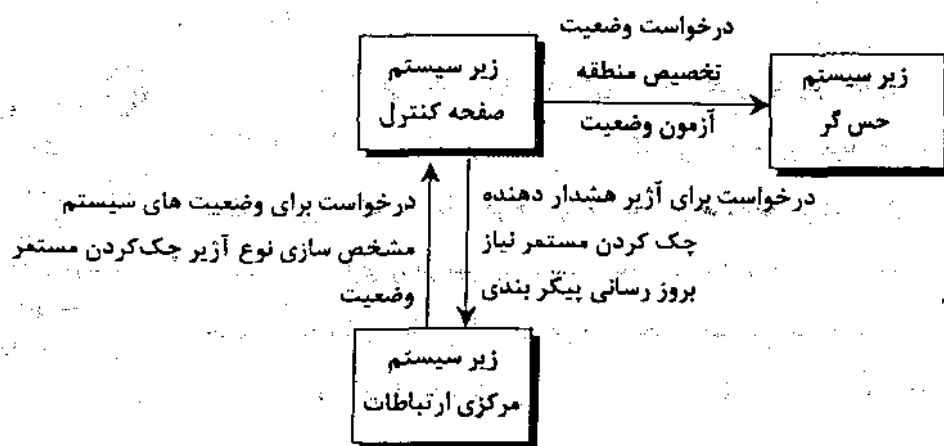 درخواست وضعیت
تخصیص منطقه
آزمون وضعیت
زیر سیستم
حس گر
زیر سیستم
صفحه کنترل
درخواست برای آژیر هشدار دهنده
چک کردن مستمر نیاز
بروز رسانی پیگر بندی
درخواست برای وضعیت های سیستم
مشخص سازی نوع آژیر چک‌کردن مستمر
وضعیت
زیر سیستم
مرکزی ارتباطات